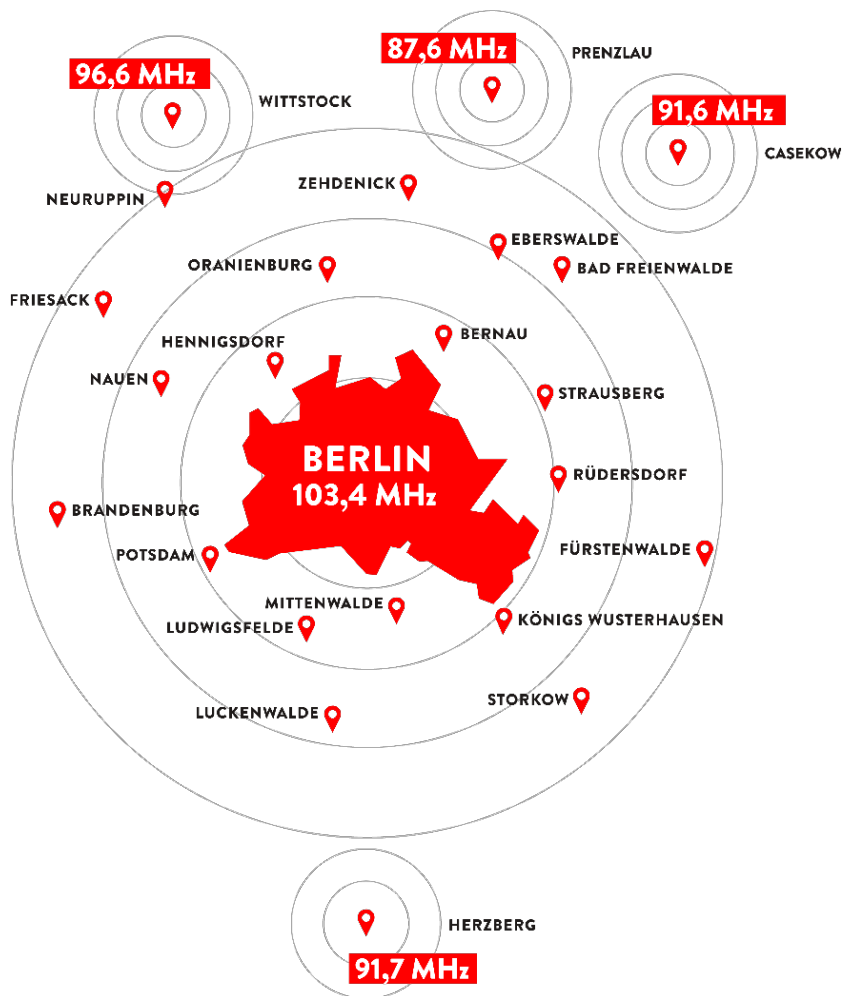 87,6 MHz
PRENZLAU
96,6 MHz
WITTSTOCK
91,6 MHz
CASEKOW
ZEHDENICK
NEURUPPIN
EBERSWALDE
ORANIENBURG
BAD FREIENWALDE
FRIESACK
BERNAU
HENNIGSDORF
NAUEN
STRAUSBERG
BERLIN
103,4 MHz
RÜDERSDORF
BRANDENBURG
FÜRSTENWALDE
POTSDAM
MITTENWALDE
LUDWIGSFELDE
KÖNIGS WUSTERHAUSEN
STORKOW
LUCKENWALDE
HERZBERG
91,7 MHz